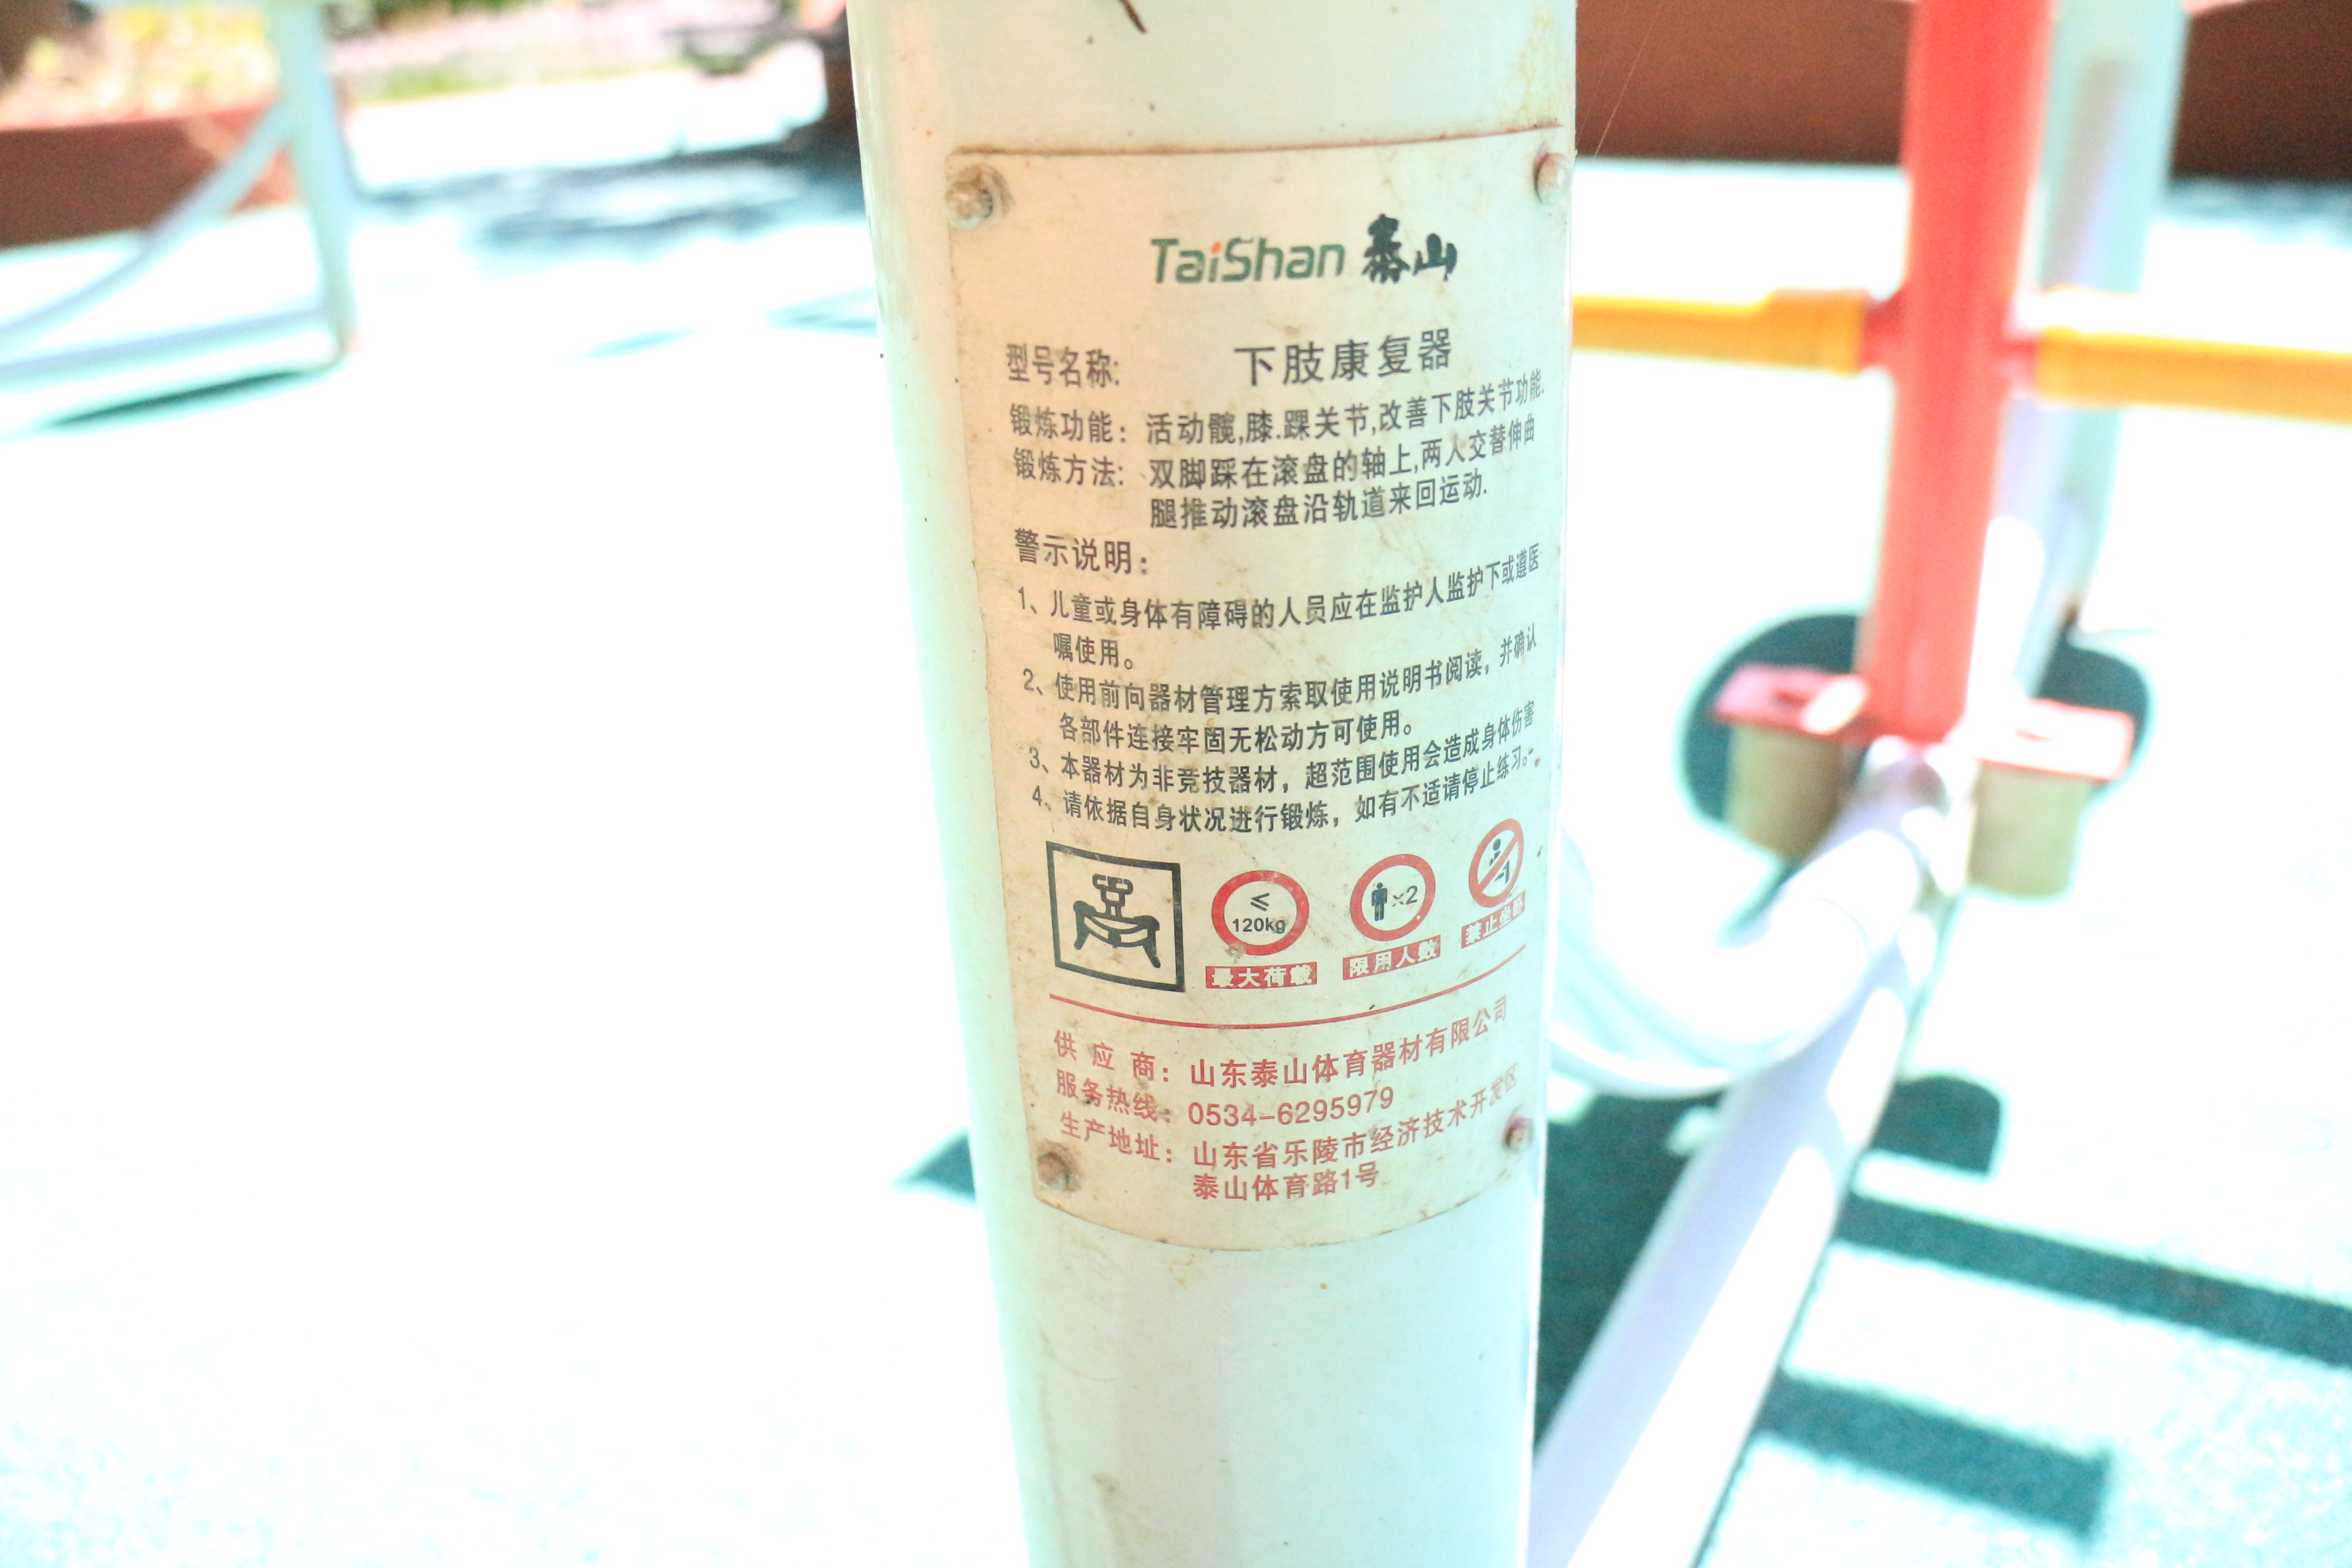 TaiShan 泰山
型号名称: 下肢康复器
锻炼功能: 活动髋,膝.踝关节,改善下肢关节功能.
锻炼方法: 双脚踩在滚盘的轴上,两人交替伸曲
腿推动滚盘沿轨道来回运动.
警示说明:
1、儿童或身体有障碍的人员应在监护人监护下或遵医
嘱使用。
2、使用前向器材管理方索取使用说明书阅读，并确认
各部件连接牢固无松动方可使用。
3、本器材为非竞技器材，超范围使用会造成身体伤害
4、请依据自身状况进行锻炼，如有不适请停止练习。
≤
120kg
×2
最大荷载
限用人数
禁止坐
供应商: 山东泰山体育器材有限公司
服务热线: 0534-6295979
生产地址: 山东省乐陵市经济技术开发区
泰山体育路1号